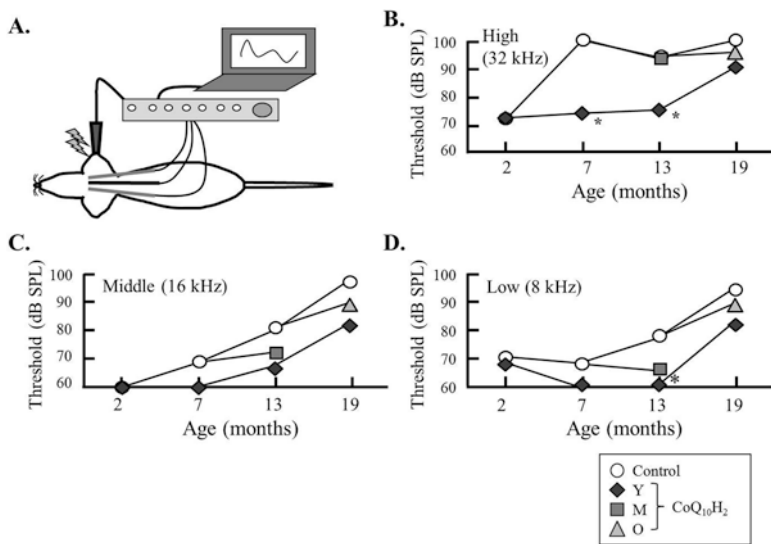 A.
B.
High
(32 kHz)
Threshold (dB SPL)
100
90
80
70
60
2 7 13 19
* *
Age (months)
C.
Middle (16 kHz)
Threshold (dB SPL)
100
90
80
70
60
2 7 13 19
Age (months)
D.
Low (8 kHz)
Threshold (dB SPL)
100
90
80
70
60
2 7 13 19
*
Age (months)
Control
Y
M
O
CoQ₁₀H₂